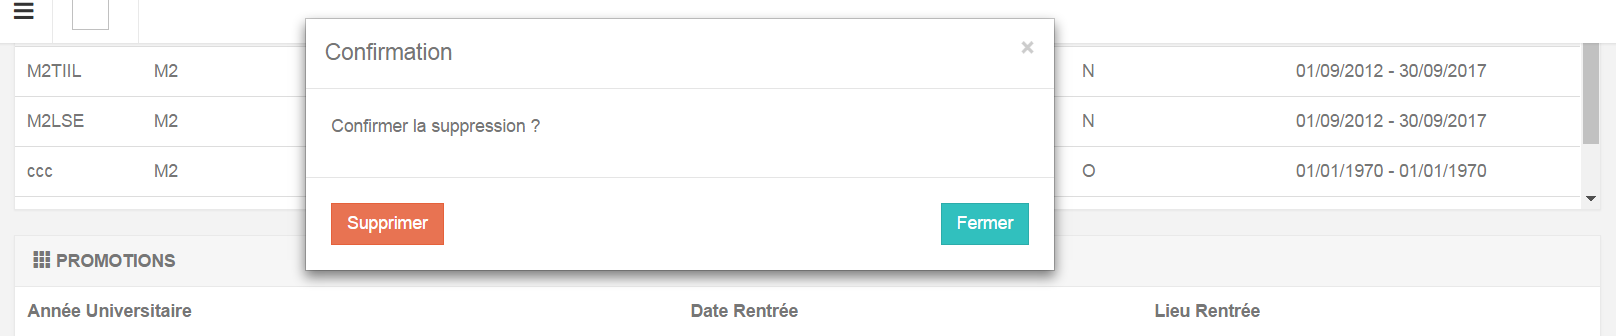 Confirmation ×
M2TIIL M2 N 01/09/2012 - 30/09/2017
M2LSE M2 Confirmer la suppression ? N 01/09/2012 - 30/09/2017
ccc M2 O 01/01/1970 - 01/01/1970
Supprimer Fermer
PROMOTIONS
Année Universitaire Date Rentrée Lieu Rentrée